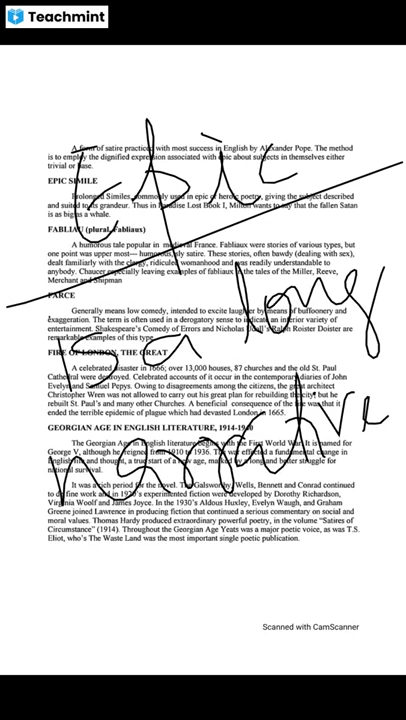 Teachmint
A form of satire practiced with most success in English by Alexander Pope. The method
is to employ the dignified expression associated with epic about subjects in themselves either
trivial or base.
EPIC SIMILE
Prolonged Similes, commonly used in epic of heroic poetry, giving the subject described
and suited to its grandeur. Thus in Paradise Lost Book I, Milton wants to say that the fallen Satan
is as big as a whale.
FABLIAU (plural, Fabliaux)
A humorous tale popular in medieval France. Fabliaux were stories of various types, but
one point was uppermost— humorous, sly satire. These stories, often bawdy (dealing with sex),
dealt familiarly with the clergy, ridiculed womanhood and was readily understandable to
anybody. Chaucer especially leaving examples of fabliaux in the tales of the Miller, Reeve,
Merchant and Shipman
FARCE
Generally means low comedy, intended to excite laughter by means of buffoonery and
exaggeration. The term is often used in a derogatory sense to indicate an inferior variety of
entertainment. Shakespeare's Comedy of Errors and Nicholas Udall's Ralph Roister Doister are
remarkable examples of this type.
FIRE OF LONDON, THE GREAT
A celebrated disaster in 1666; over 13,000 houses, 87 churches and the old St. Paul
Cathedral were destroyed. Celebrated accounts of it occur in the contemporary diaries of John
Evelyn and Samuel Pepys. Owing to disagreements among the citizens, the great architect
Christopher Wren was not allowed to carry out his great plan for rebuilding the city, but he
rebuilt St. Paul's and many other Churches. A beneficial consequence of the fire was that it
ended the terrible epidemic of plague which had devasted London in 1665.
GEORGIAN AGE IN ENGLISH LITERATURE, 1914-1940
The Georgian Age in English literature begins with the First World War. It is named for
George V, although he reigned from 1910 to 1936. The war effected a fundamental change in
English life and thought, a true start of a new age, marked by a long and bitter struggle for
national survival.
It was a rich period for the novel. The Galsworthy, Wells, Bennett and Conrad continued
to do fine work and in 1920's experimented fiction were developed by Dorothy Richardson,
Virginia Woolf and James Joyce. In the 1930's Aldous Huxley, Evelyn Waugh, and Graham
Greene joined Lawrence in producing fiction that continued a serious commentary on social and
moral values. Thomas Hardy produced extraordinary powerful poetry, in the volume "Satires of
Circumstance" (1914). Throughout the Georgian Age Yeats was a major poetic voice, as was T.S.
Eliot, who's The Waste Land was the most important single poetic publication.
Epic
is a long
narrative
Scanned with CamScanner